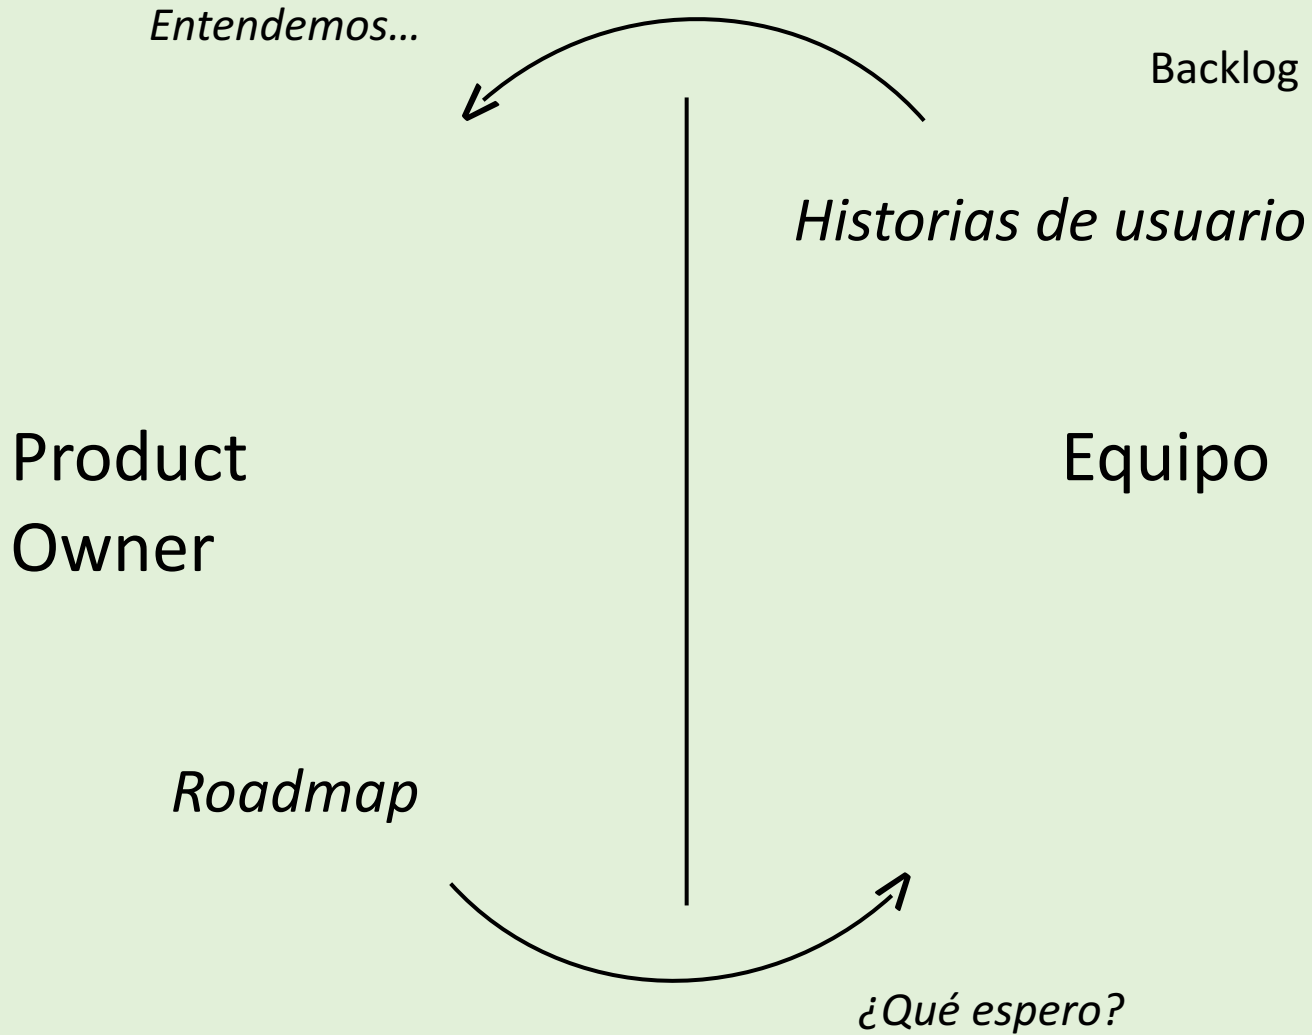 Entendemos...
Backlog
Historias de usuario
Product
Owner
Equipo
Roadmap
¿Qué espero?